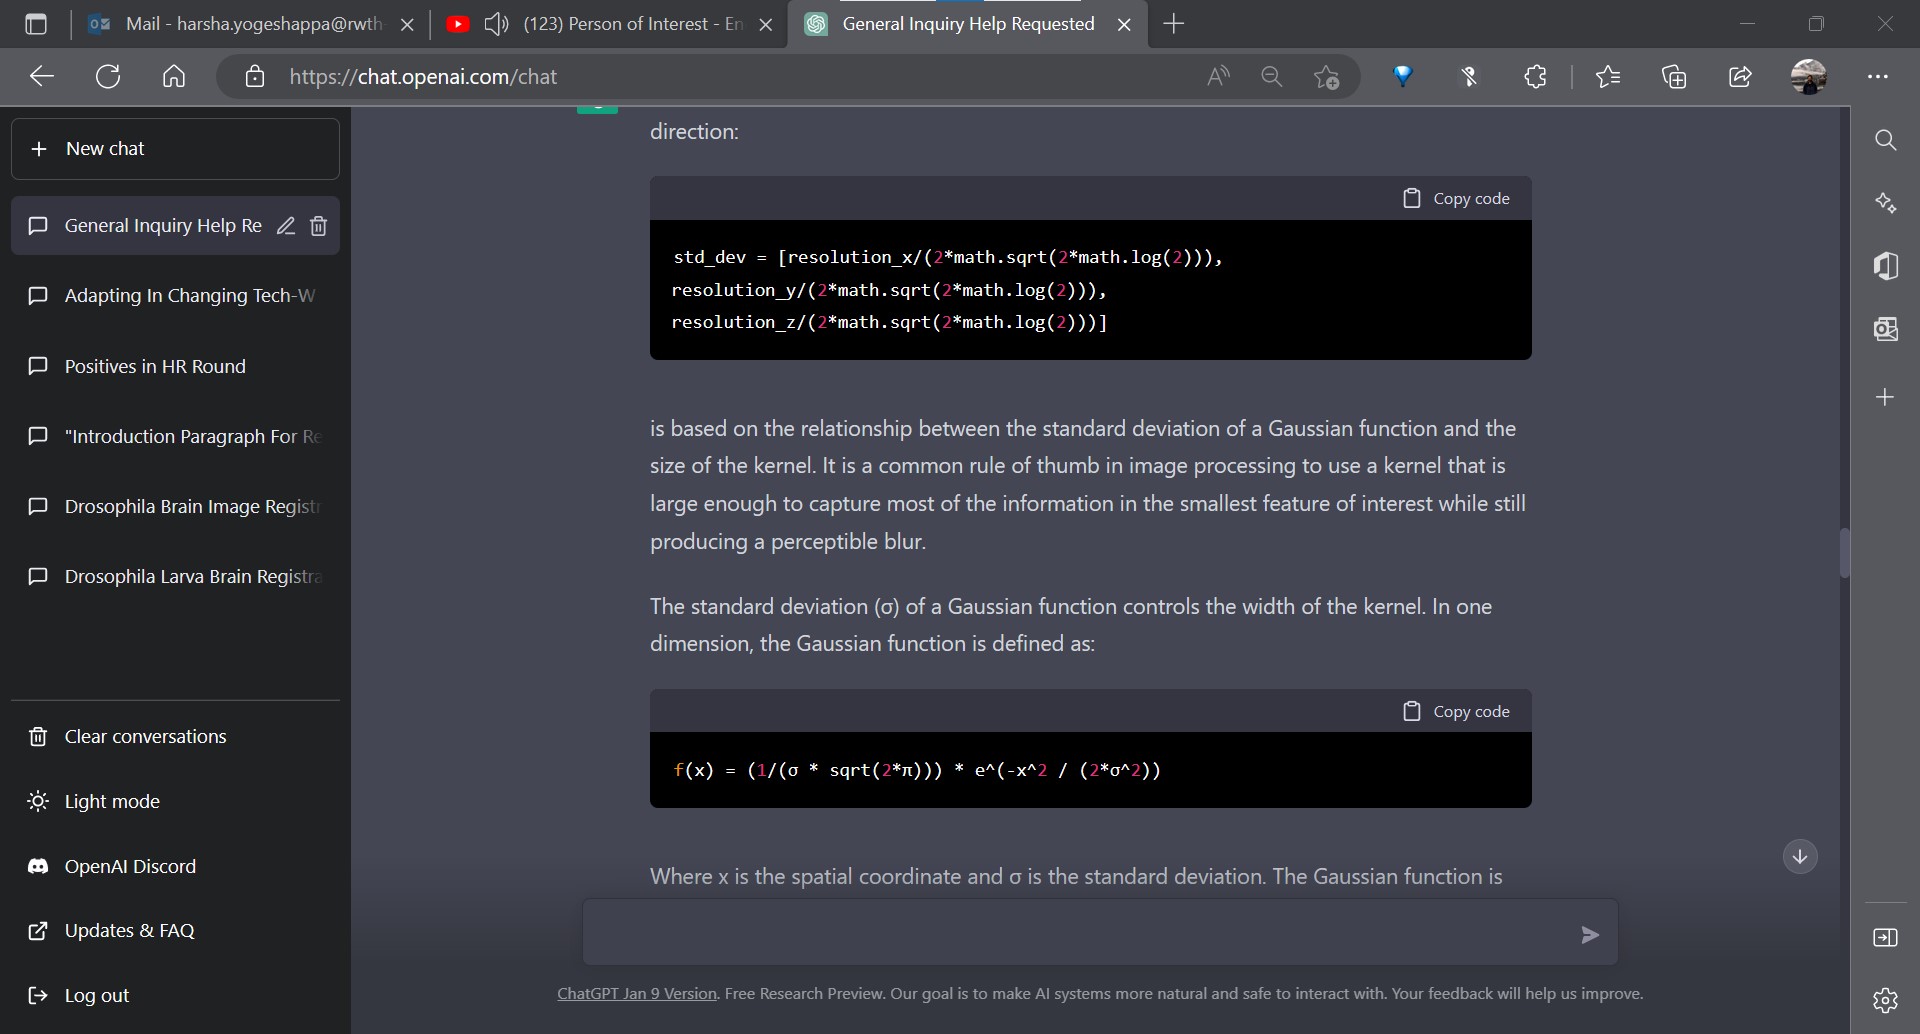 Mail - harsha.yogeshappa@rwth-
(123) Person of Interest - En
General Inquiry Help Requested
https://chat.openai.com/chat
New chat
General Inquiry Help Re
Adapting In Changing Tech-W
Positives in HR Round
"Introduction Paragraph For Re
Drosophila Brain Image Registr
Drosophila Larva Brain Registra
Clear conversations
Light mode
OpenAI Discord
Updates & FAQ
Log out
direction:
Copy code
std_dev = [resolution_x/(2*math.sqrt(2*math.log(2))),
resolution_y/(2*math.sqrt(2*math.log(2))),
resolution_z/(2*math.sqrt(2*math.log(2)))]
is based on the relationship between the standard deviation of a Gaussian function and the
size of the kernel. It is a common rule of thumb in image processing to use a kernel that is
large enough to capture most of the information in the smallest feature of interest while still
producing a perceptible blur.
The standard deviation (σ) of a Gaussian function controls the width of the kernel. In one
dimension, the Gaussian function is defined as:
Copy code
f(x) = (1/(σ * sqrt(2*π))) * e^(-x^2 / (2*σ^2))
Where x is the spatial coordinate and σ is the standard deviation. The Gaussian function is
ChatGPT Jan 9 Version. Free Research Preview. Our goal is to make AI systems more natural and safe to interact with. Your feedback will help us improve.